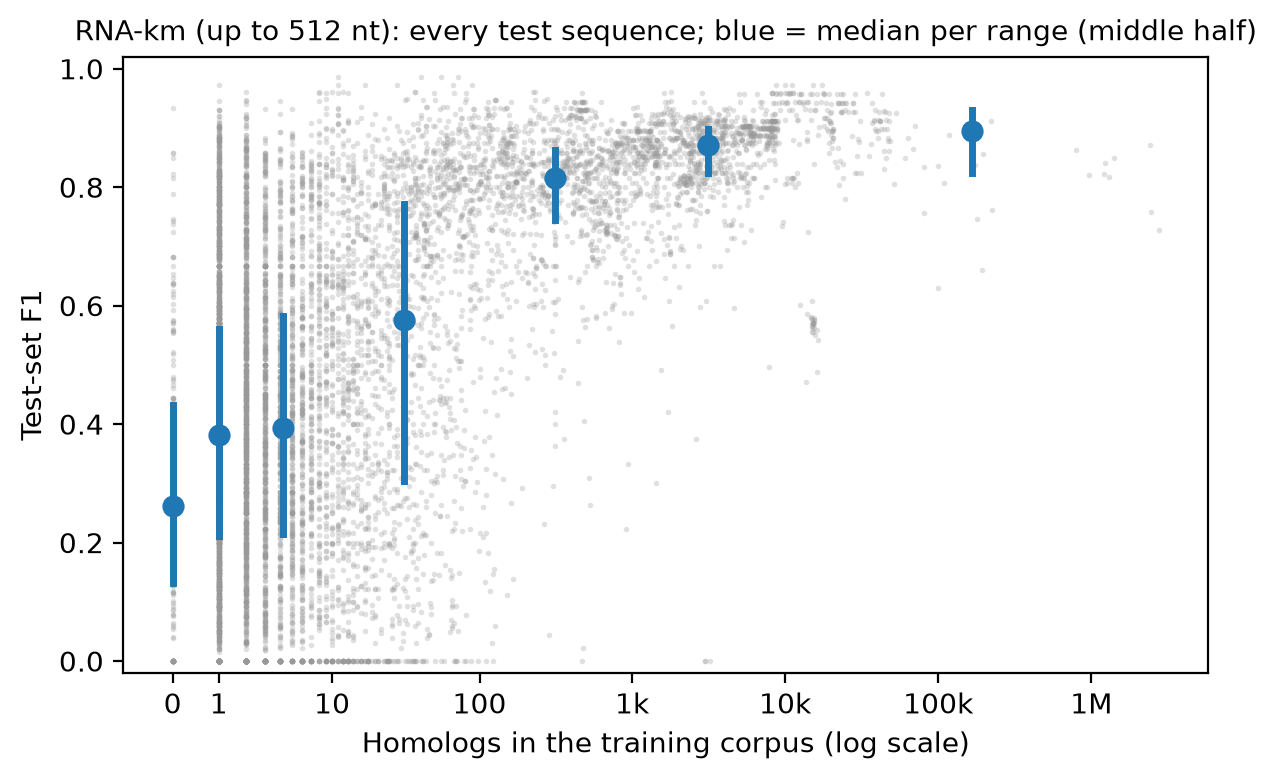 RNA-km (up to 512 nt): every test sequence; blue = median per range (middle half)
1.0
0.8
0.6
0.4
0.2
0.0
Test-set F1
0 1 10 100 1k 10k 100k 1M
Homologs in the training corpus (log scale)